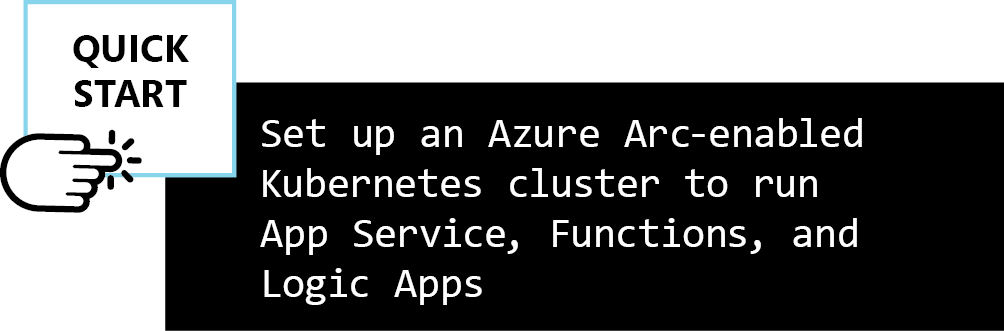 QUICK
START
Set up an Azure Arc-enabled
Kubernetes cluster to run
App Service, Functions, and
Logic Apps